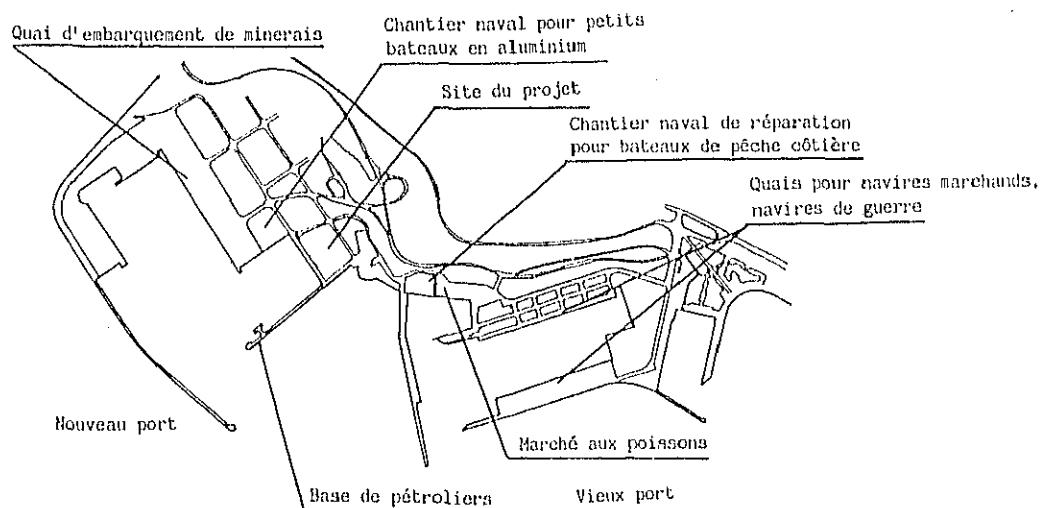 Quai d'embarquement de minerais
Chantier naval pour petits
bateaux en aluminium
Site du projet
Chantier naval de réparation
pour bateaux de pêche côtière
Quais pour navires marchands,
navires de guerre
Nouveau port
Marché aux poissons
Base de pétroliers
Vieux port